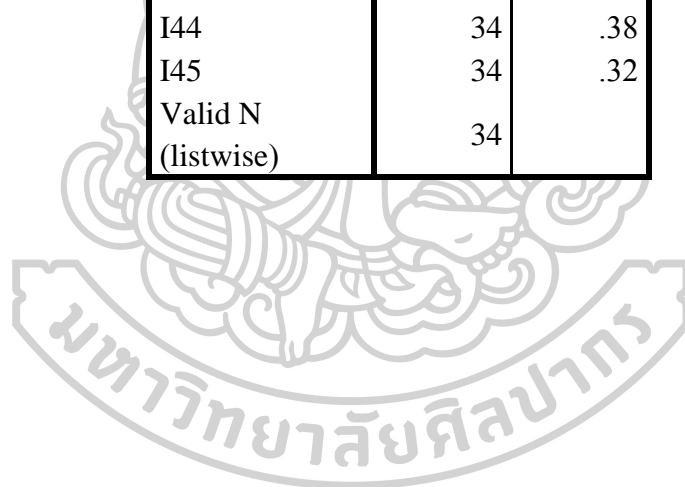 I44 34 .38
I45 34 .32
Valid N
(listwise) 34
มหาวิทยาลัยศิลปากร